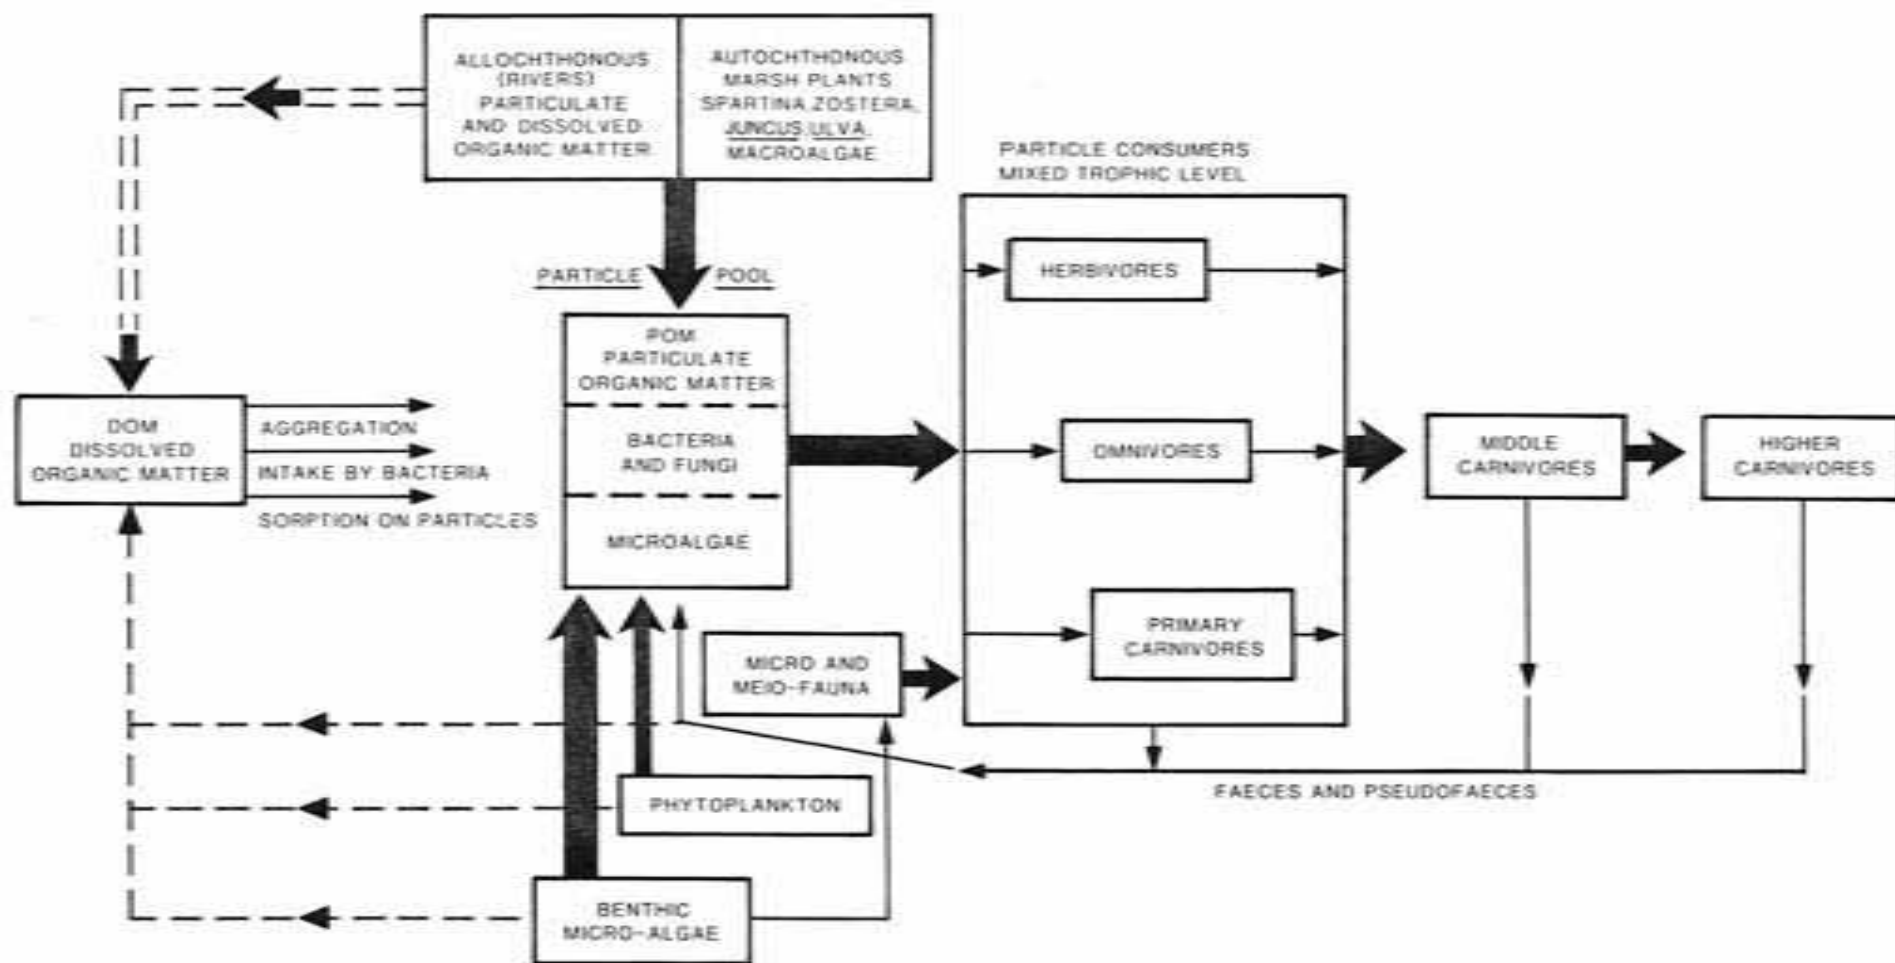 ALLOCHTHONOUS
(RIVERS)
PARTICULATE
AND DISSOLVED
ORGANIC MATTER
AUTOCHTHONOUS
MARSH PLANTS
SPARTINA, ZOSTERA,
JUNCUS, ULVA,
MACROALGAE
PARTICLE CONSUMERS
MIXED TROPHIC LEVEL
PARTICLE POOL
HERBIVORES
POM
PARTICULATE
ORGANIC MATTER
BACTERIA
AND FUNGI
MICROALGAE
DOM
DISSOLVED
ORGANIC MATTER
AGGREGATION
INTAKE BY BACTERIA
SORPTION ON PARTICLES
OMNIVORES
MIDDLE
CARNIVORES
HIGHER
CARNIVORES
PRIMARY
CARNIVORES
MICRO AND
MEIO-FAUNA
PHYTOPLANKTON
FAECES AND PSEUDOFAECES
BENTHIC
MICRO-ALGAE